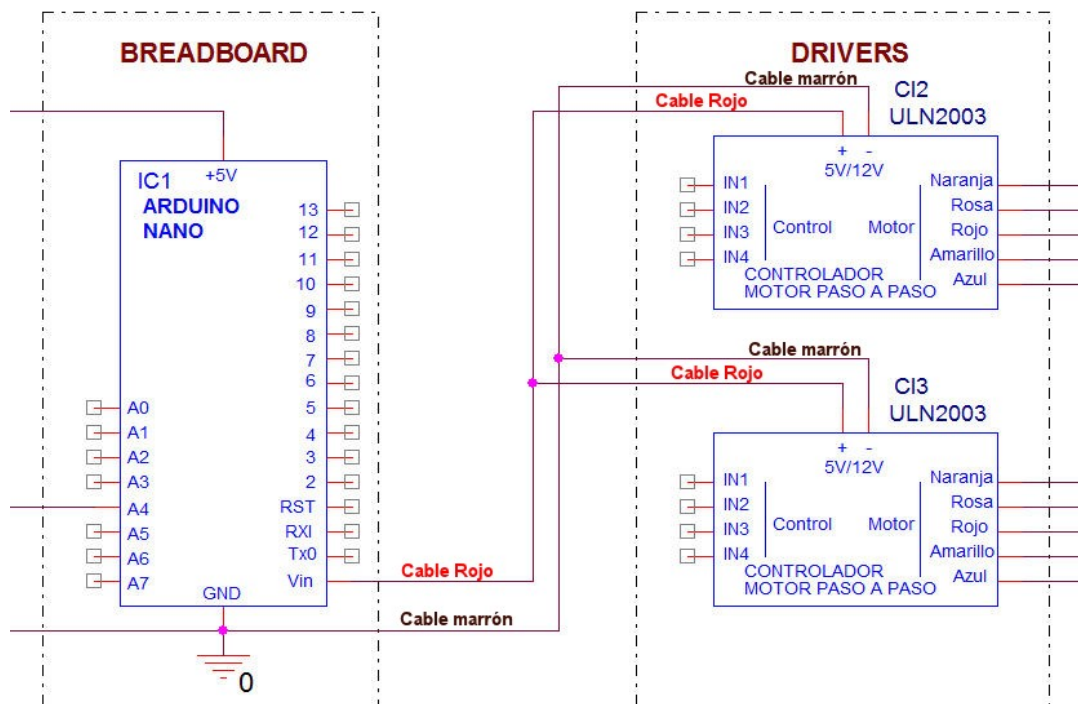 BREADBOARD
IC1
+5V
ARDUINO
NANO
13
12
11
10
9
8
7
6
5
4
3
2
RST
RXI
Tx0
Vin
A0
A1
A2
A3
A4
A5
A6
A7
GND
0
Cable Rojo
Cable marrón
DRIVERS
Cable marrón
Cable Rojo
CI2
ULN2003
+ -
5V/12V
IN1
IN2
IN3
IN4
Control
Motor
Naranja
Rosa
Rojo
Amarillo
Azul
CONTROLADOR
MOTOR PASO A PASO
Cable marrón
Cable Rojo
CI3
ULN2003
+ -
5V/12V
IN1
IN2
IN3
IN4
Control
Motor
Naranja
Rosa
Rojo
Amarillo
Azul
CONTROLADOR
MOTOR PASO A PASO